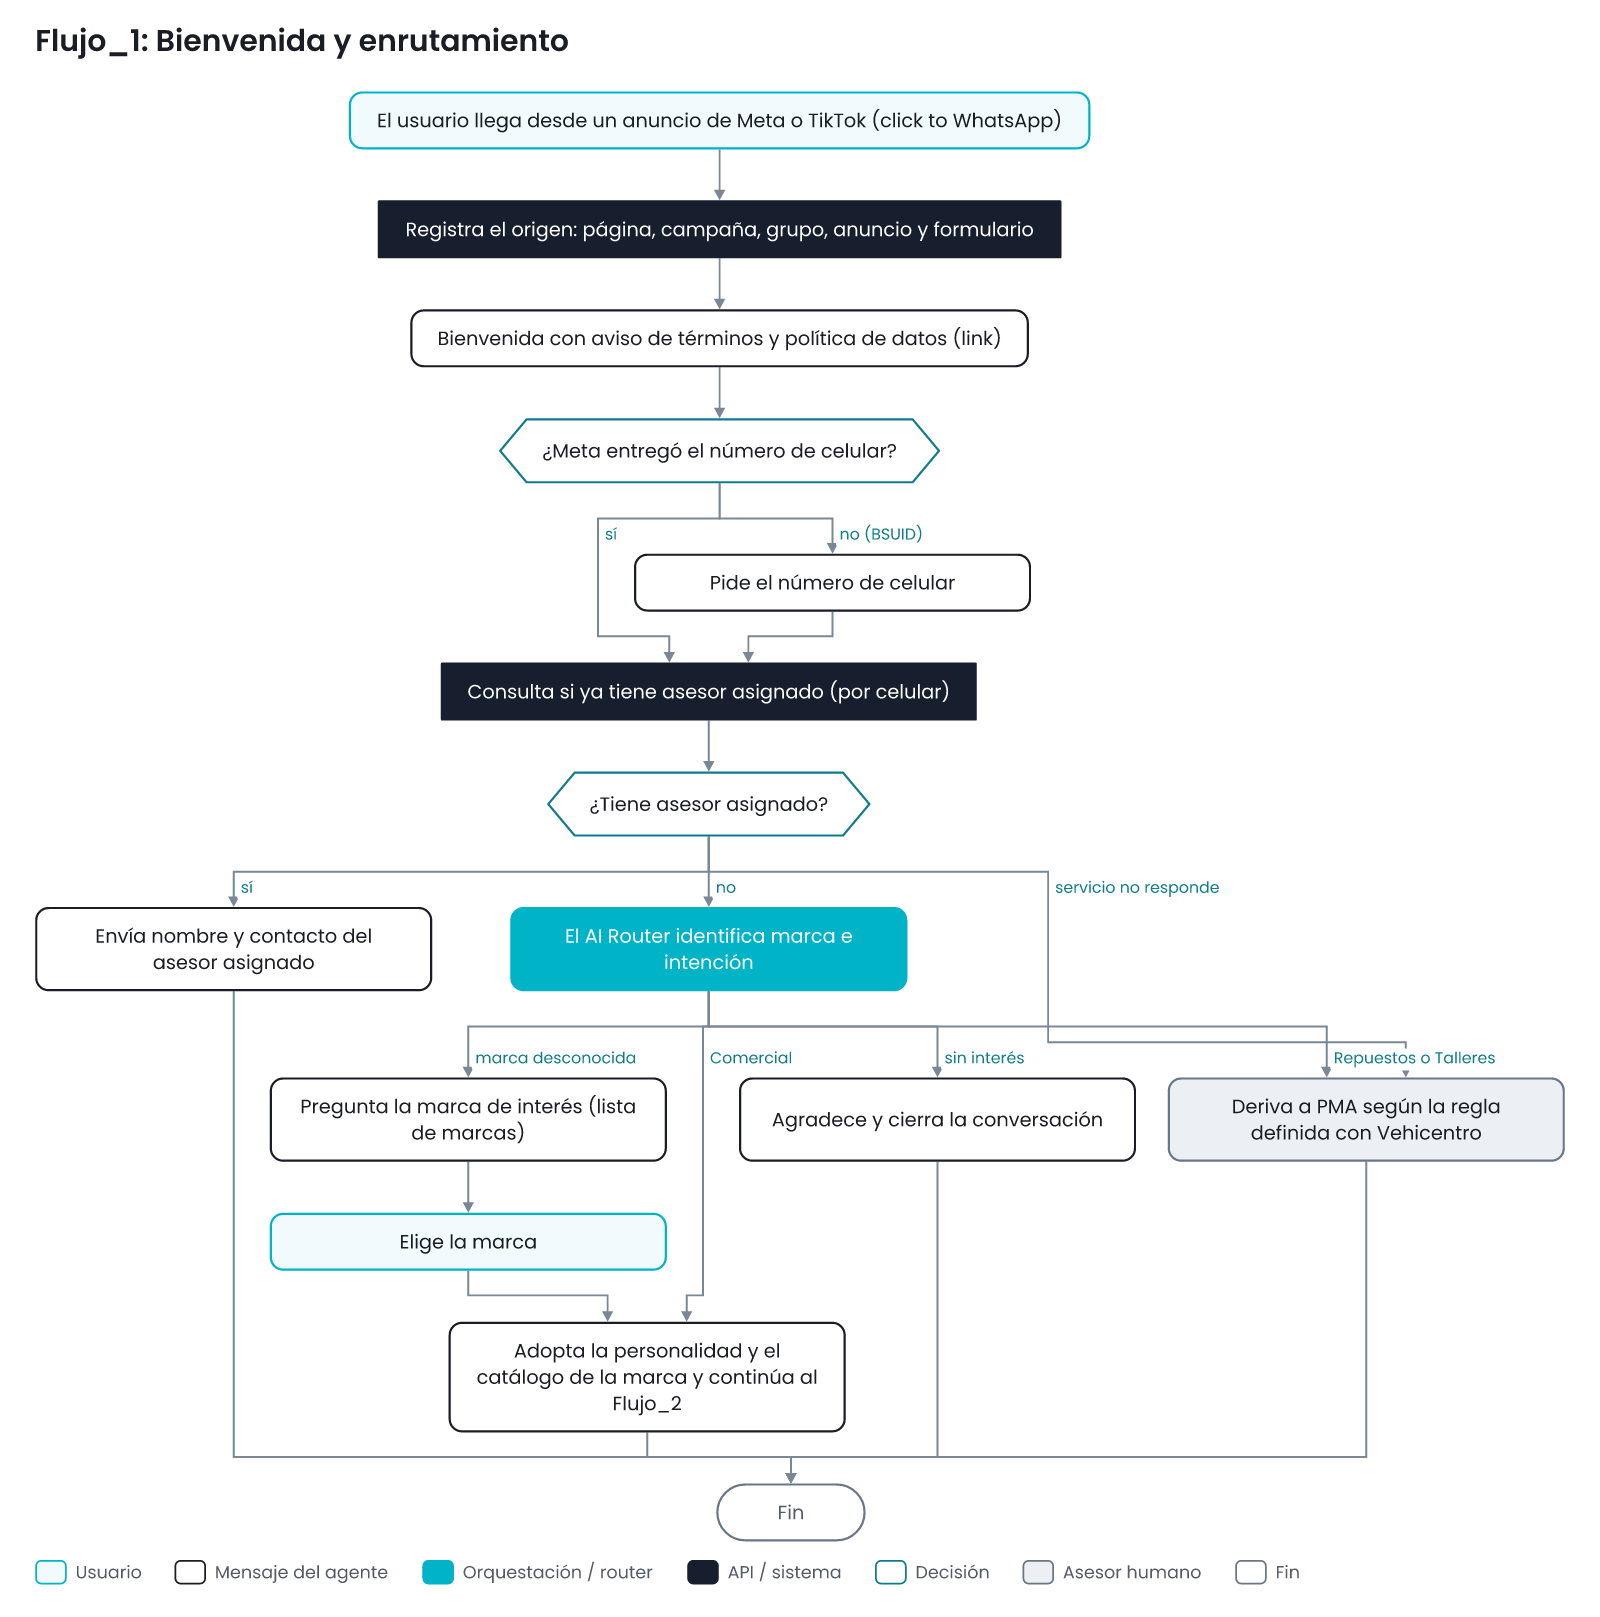 Flujo_1: Bienvenida y enrutamiento
El usuario llega desde un anuncio de Meta o TikTok (click to WhatsApp)
Registra el origen: página, campaña, grupo, anuncio y formulario
Bienvenida con aviso de términos y política de datos (link)
¿Meta entregó el número de celular?
sí
no (BSUID)
Pide el número de celular
Consulta si ya tiene asesor asignado (por celular)
¿Tiene asesor asignado?
sí
no
servicio no responde
Envía nombre y contacto del
asesor asignado
El AI Router identifica marca e
intención
marca desconocida
Comercial
sin interés
Repuestos o Talleres
Pregunta la marca de interés (lista
de marcas)
Agradece y cierra la conversación
Deriva a PMA según la regla
definida con Vehicentro
Elige la marca
Adopta la personalidad y el
catálogo de la marca y continúa al
Flujo_2
Fin
Usuario
Mensaje del agente
Orquestación / router
API / sistema
Decisión
Asesor humano
Fin